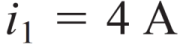 i₁ = 4 A